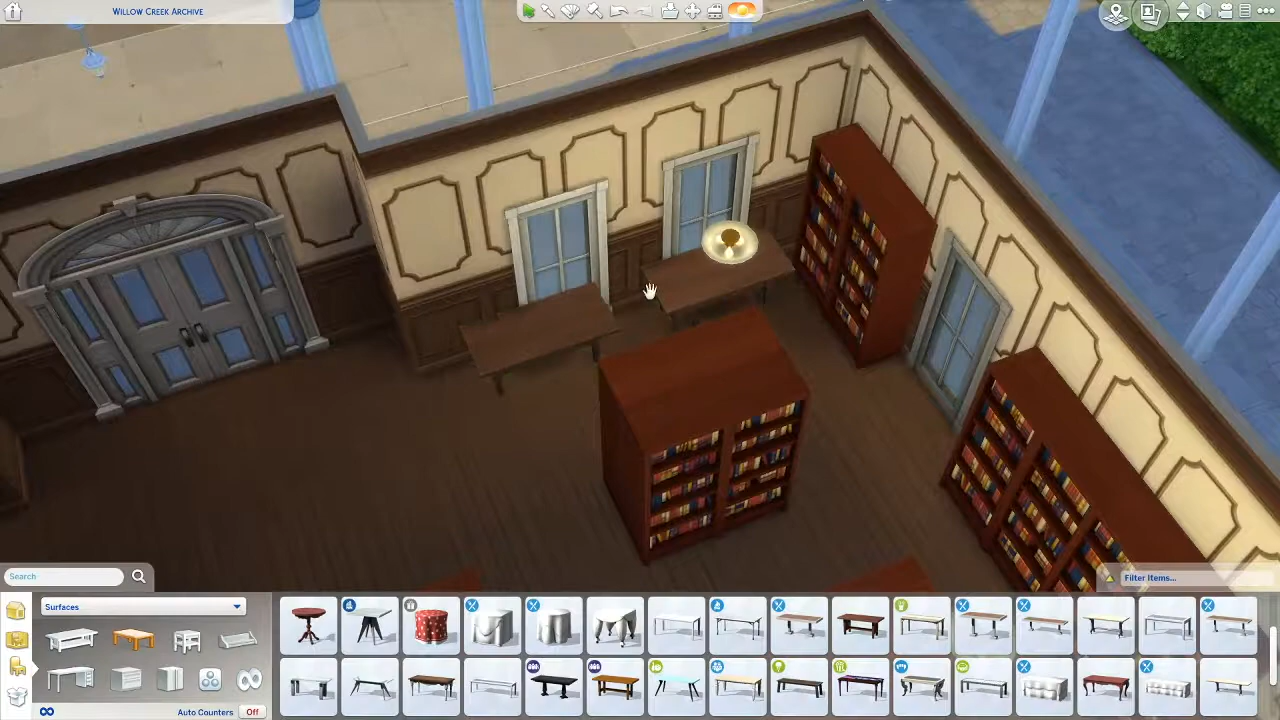 WILLOW CREEK ARCHIVE
Search
Filter Items...
Surfaces
Auto Counters
Off